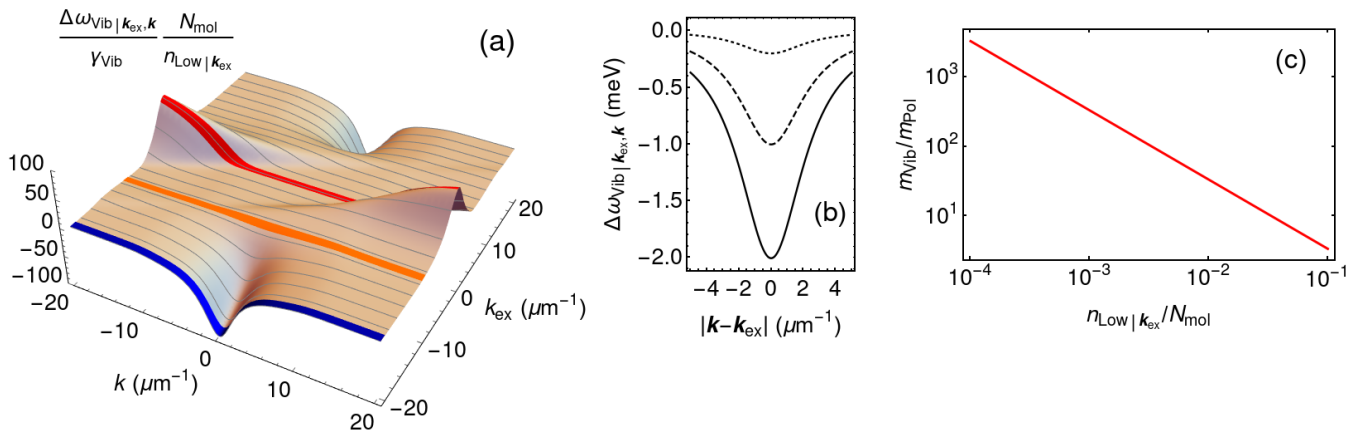 Δω_Vib|k_ex,k N_mol
γ_Vib n_Low|k_ex
(a)
100
50
0
−50
−100
−20
−10
0
10
20
k (μm⁻¹)
20
10
0
−10
−20
k_ex (μm⁻¹)
0.0
−0.5
−1.0
−1.5
−2.0
Δω_Vib|k_ex,k (meV)
(b)
−4 −2 0 2 4
|k−k_ex| (μm⁻¹)
(c)
10³
10²
10¹
m_Vib/m_Pol
10⁻⁴ 10⁻³ 10⁻² 10⁻¹
n_Low|k_ex/N_mol